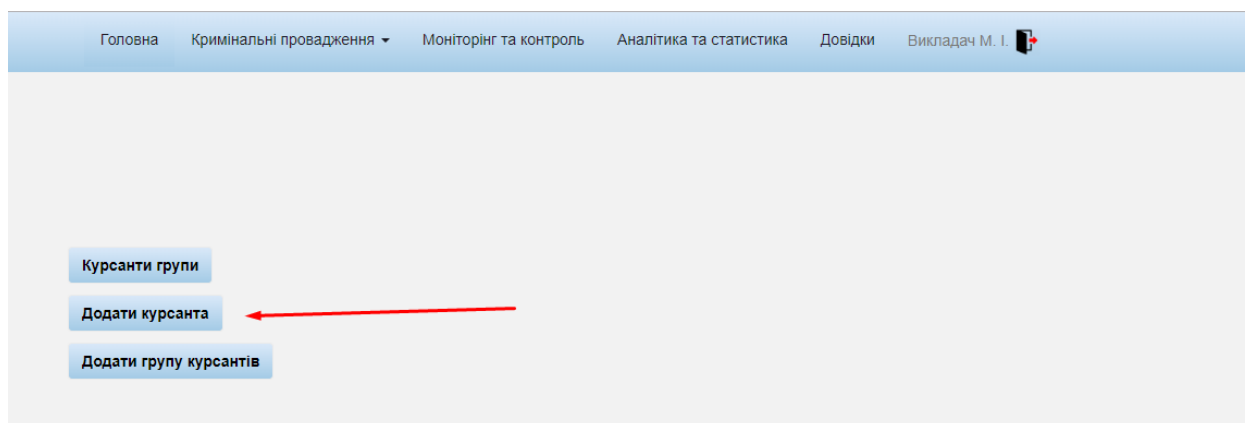 Головна Кримінальні провадження Моніторінг та контроль Аналітика та статистика Довідки Викладач М. І.
Курсанти групи
Додати курсанта
Додати групу курсантів